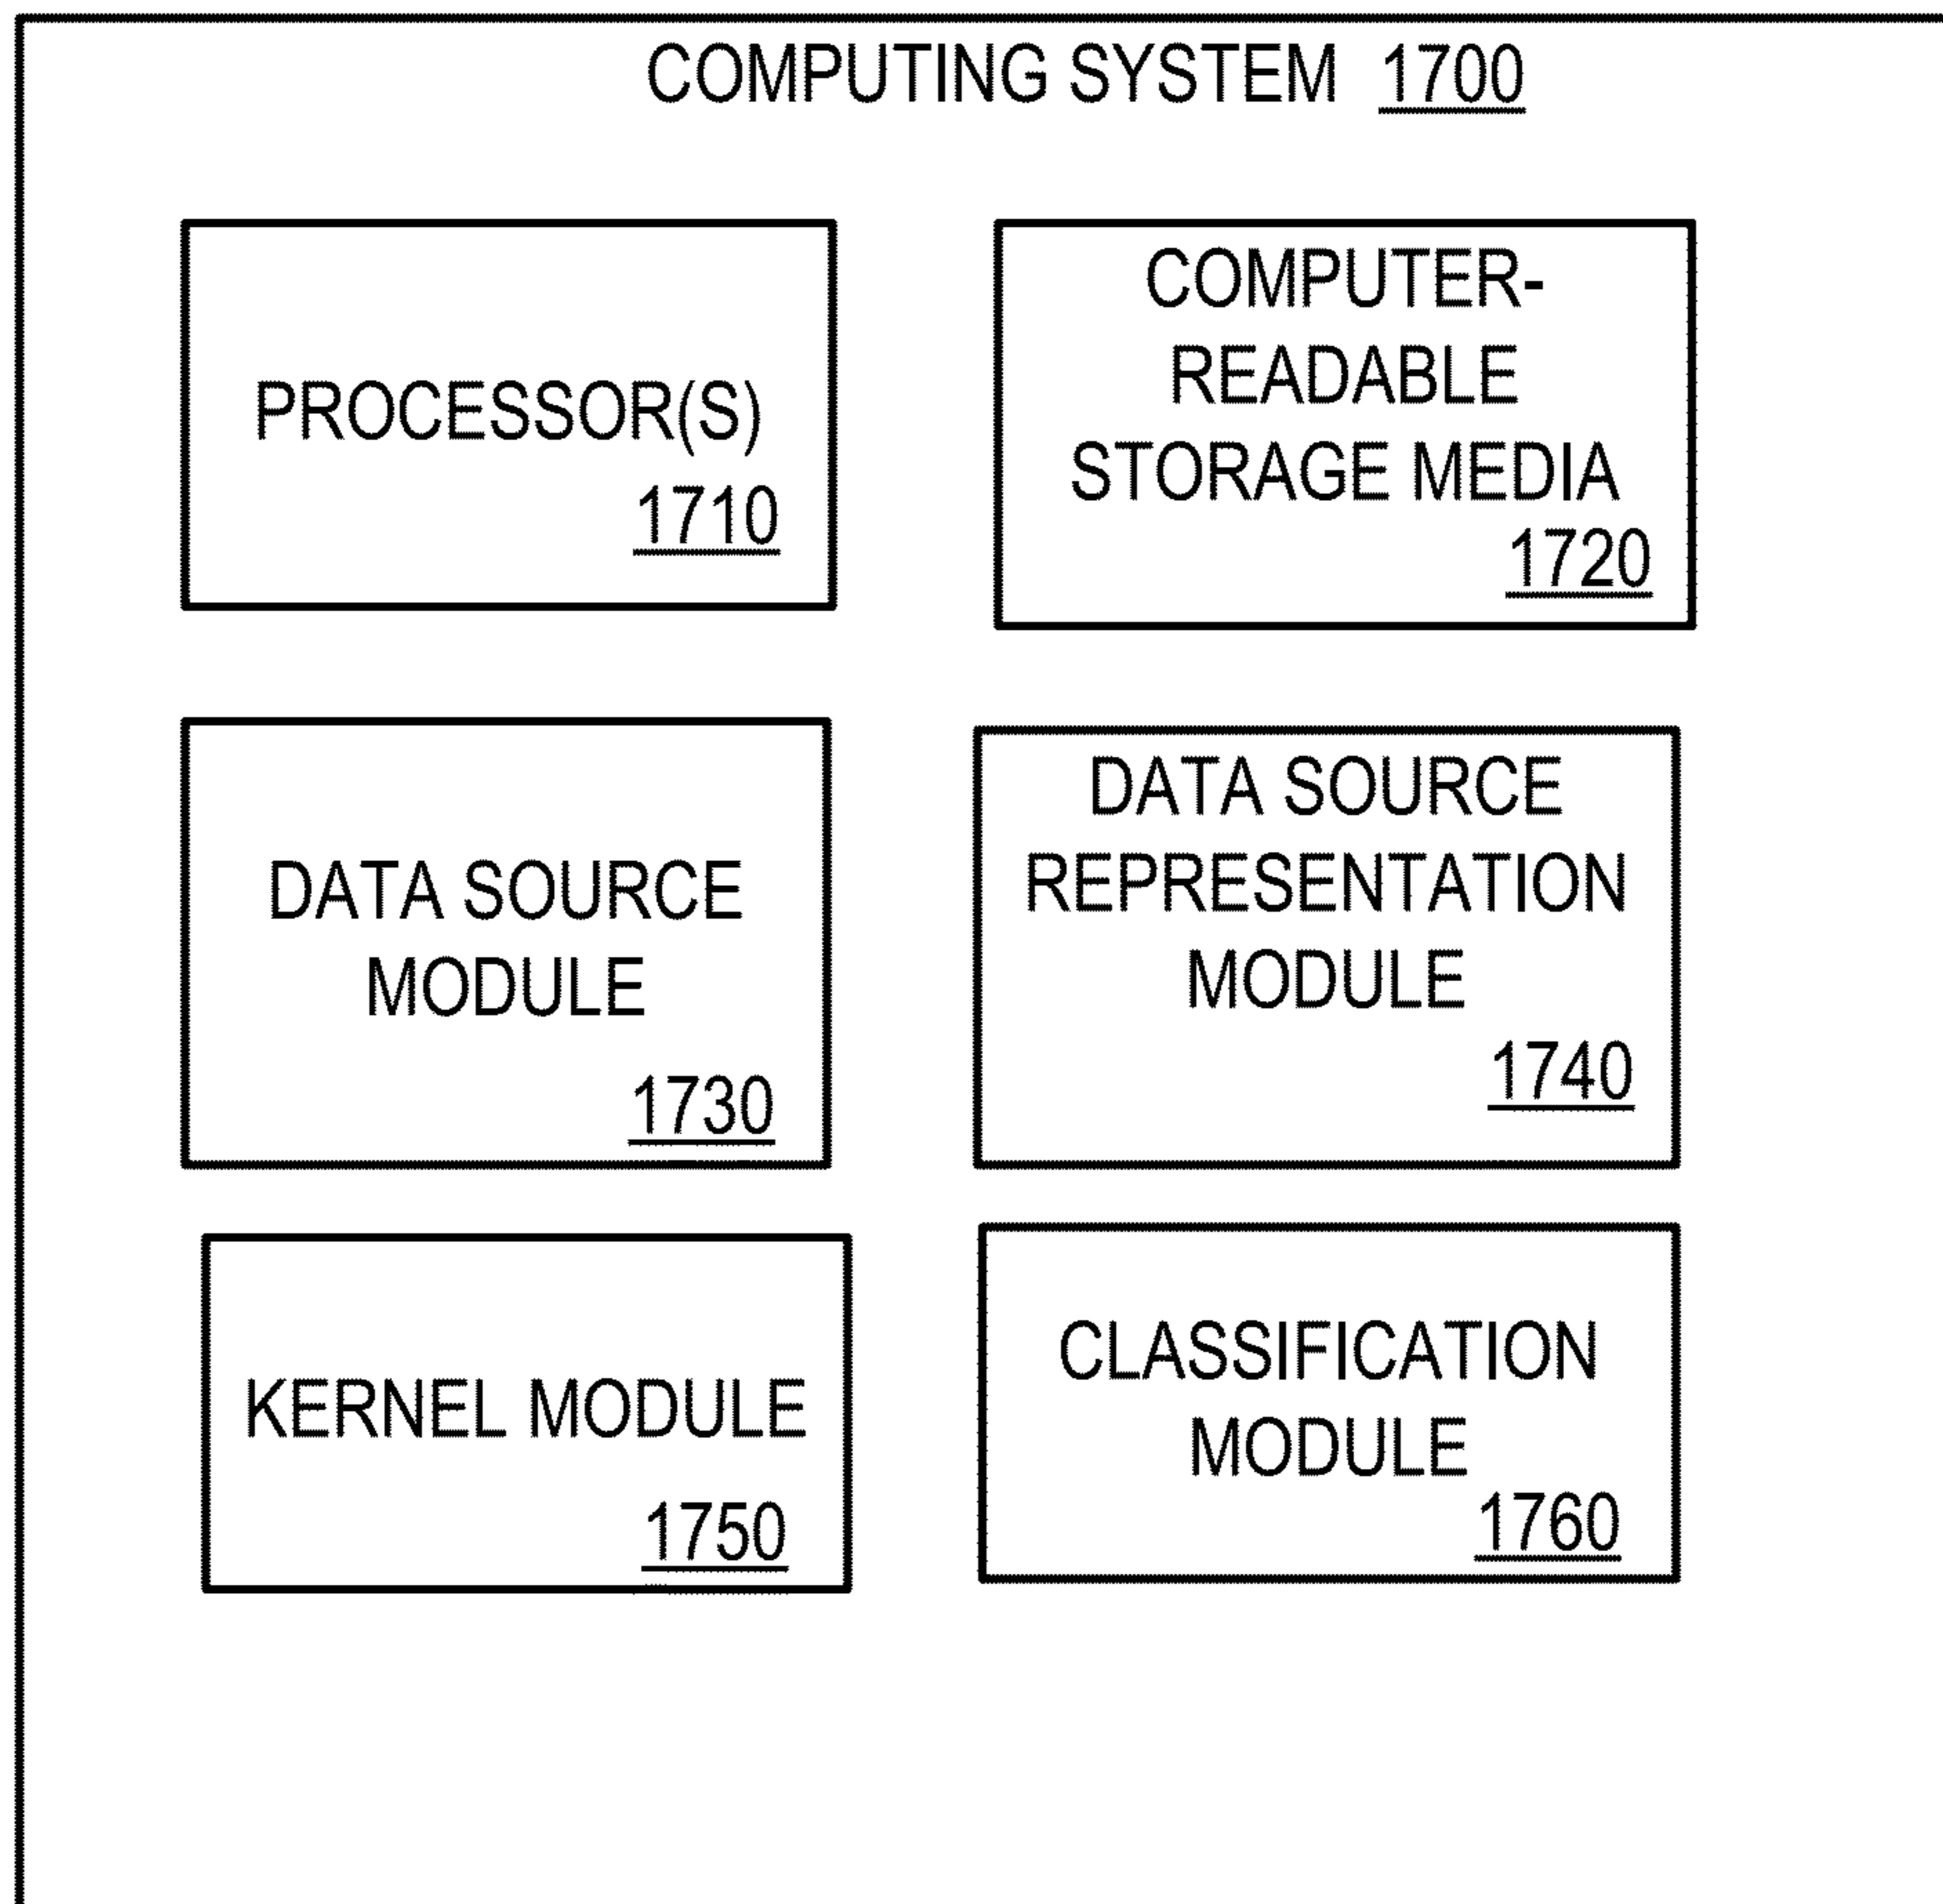 COMPUTING SYSTEM 1700
PROCESSOR(S)
1710
COMPUTER-
READABLE
STORAGE MEDIA
1720
DATA SOURCE
MODULE
1730
DATA SOURCE
REPRESENTATION
MODULE
1740
KERNEL MODULE
1750
CLASSIFICATION
MODULE
1760